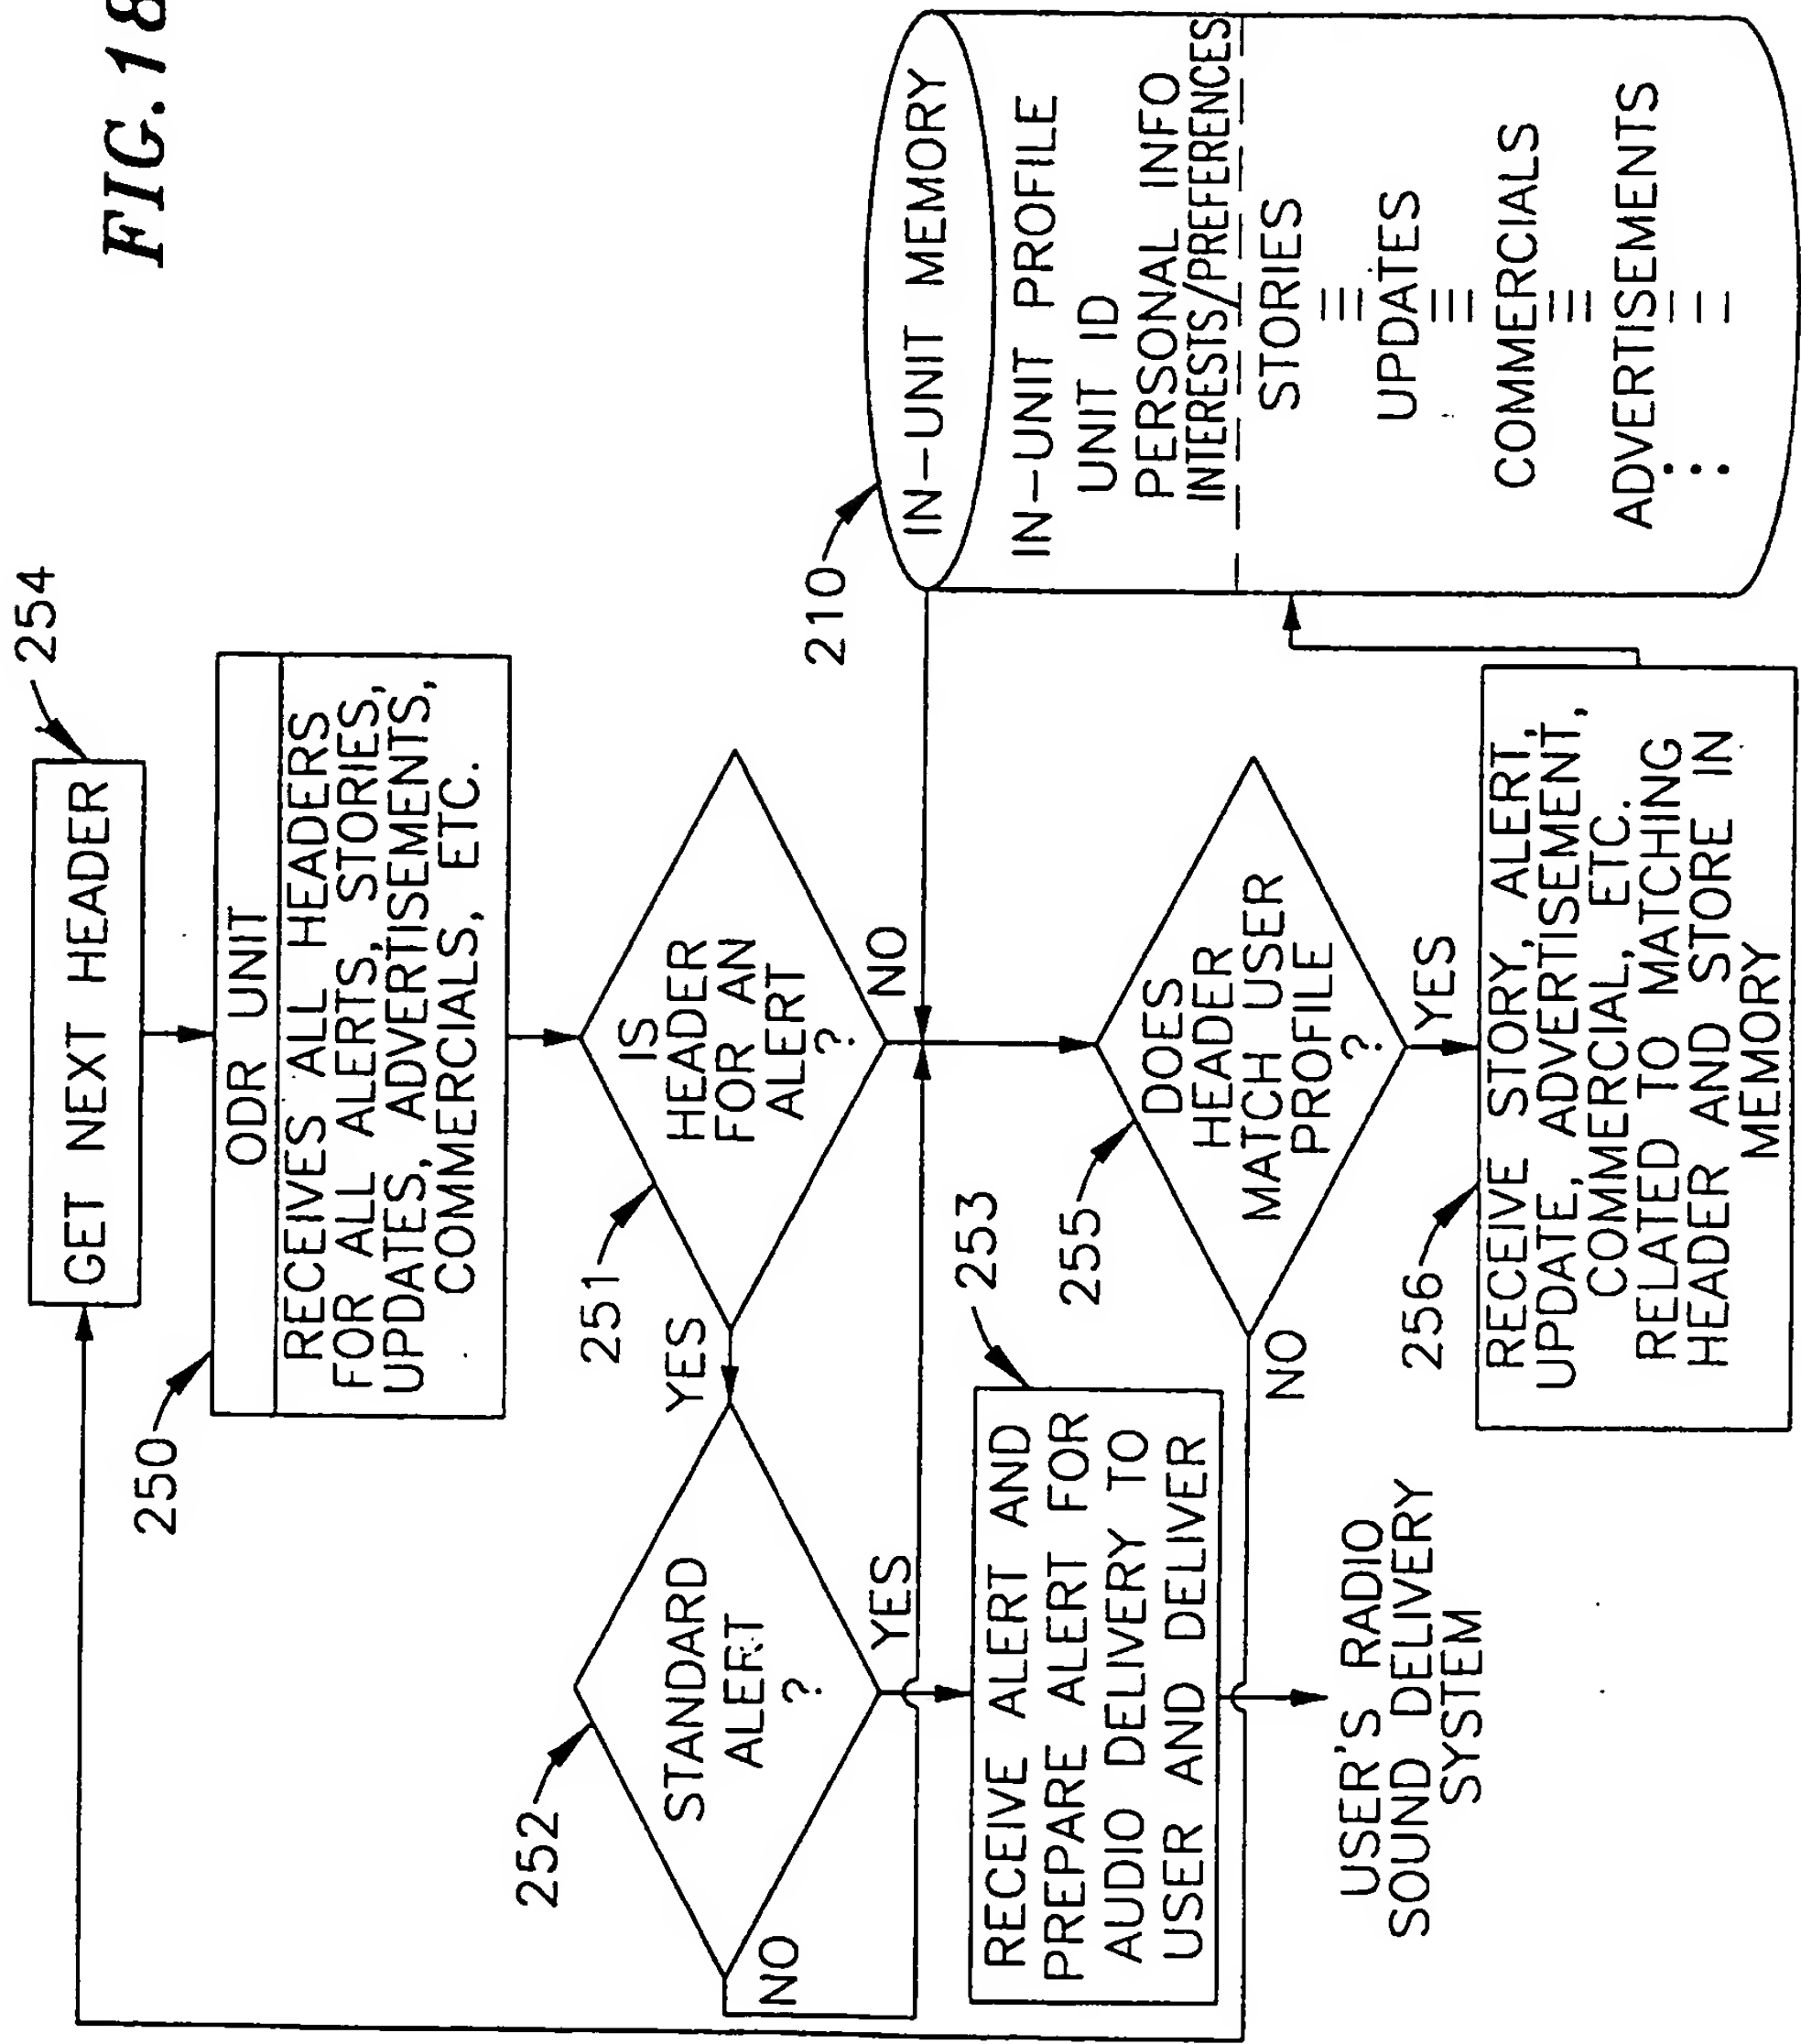 FIG. 18
254
GET NEXT HEADER
250
ODR UNIT
RECEIVES ALL HEADERS
FOR ALL ALERTS, STORIES,
UPDATES, ADVERTISEMENTS,
COMMERCIALS, ETC.
251
IS
HEADER
FOR AN
ALERT
?
YES
NO
252
STANDARD
ALERT
?
NO
YES
253
RECEIVE ALERT AND
PREPARE ALERT FOR
AUDIO DELIVERY TO
USER AND DELIVER
USER'S RADIO
SOUND DELIVERY
SYSTEM
255
DOES
HEADER
MATCH USER
PROFILE
?
NO
YES
256
RECEIVE STORY, ALERT,
UPDATE, ADVERTISEMENT,
COMMERCIAL, ETC.
RELATED TO MATCHING
HEADER AND STORE IN
MEMORY
210
IN-UNIT MEMORY
IN-UNIT PROFILE
UNIT ID
PERSONAL INFO
INTERESTS/PREFERENCES
STORIES
UPDATES
COMMERCIALS
ADVERTISEMENTS